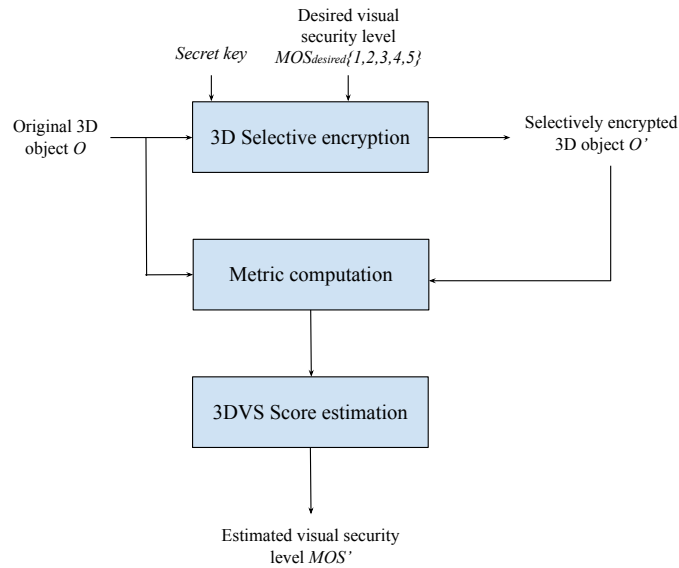 Desired visual
security level
MOSdesired{1,2,3,4,5}
Secret key
Original 3D
object O
3D Selective encryption
Selectively encrypted
3D object O’
Metric computation
3DVS Score estimation
Estimated visual security
level MOS’